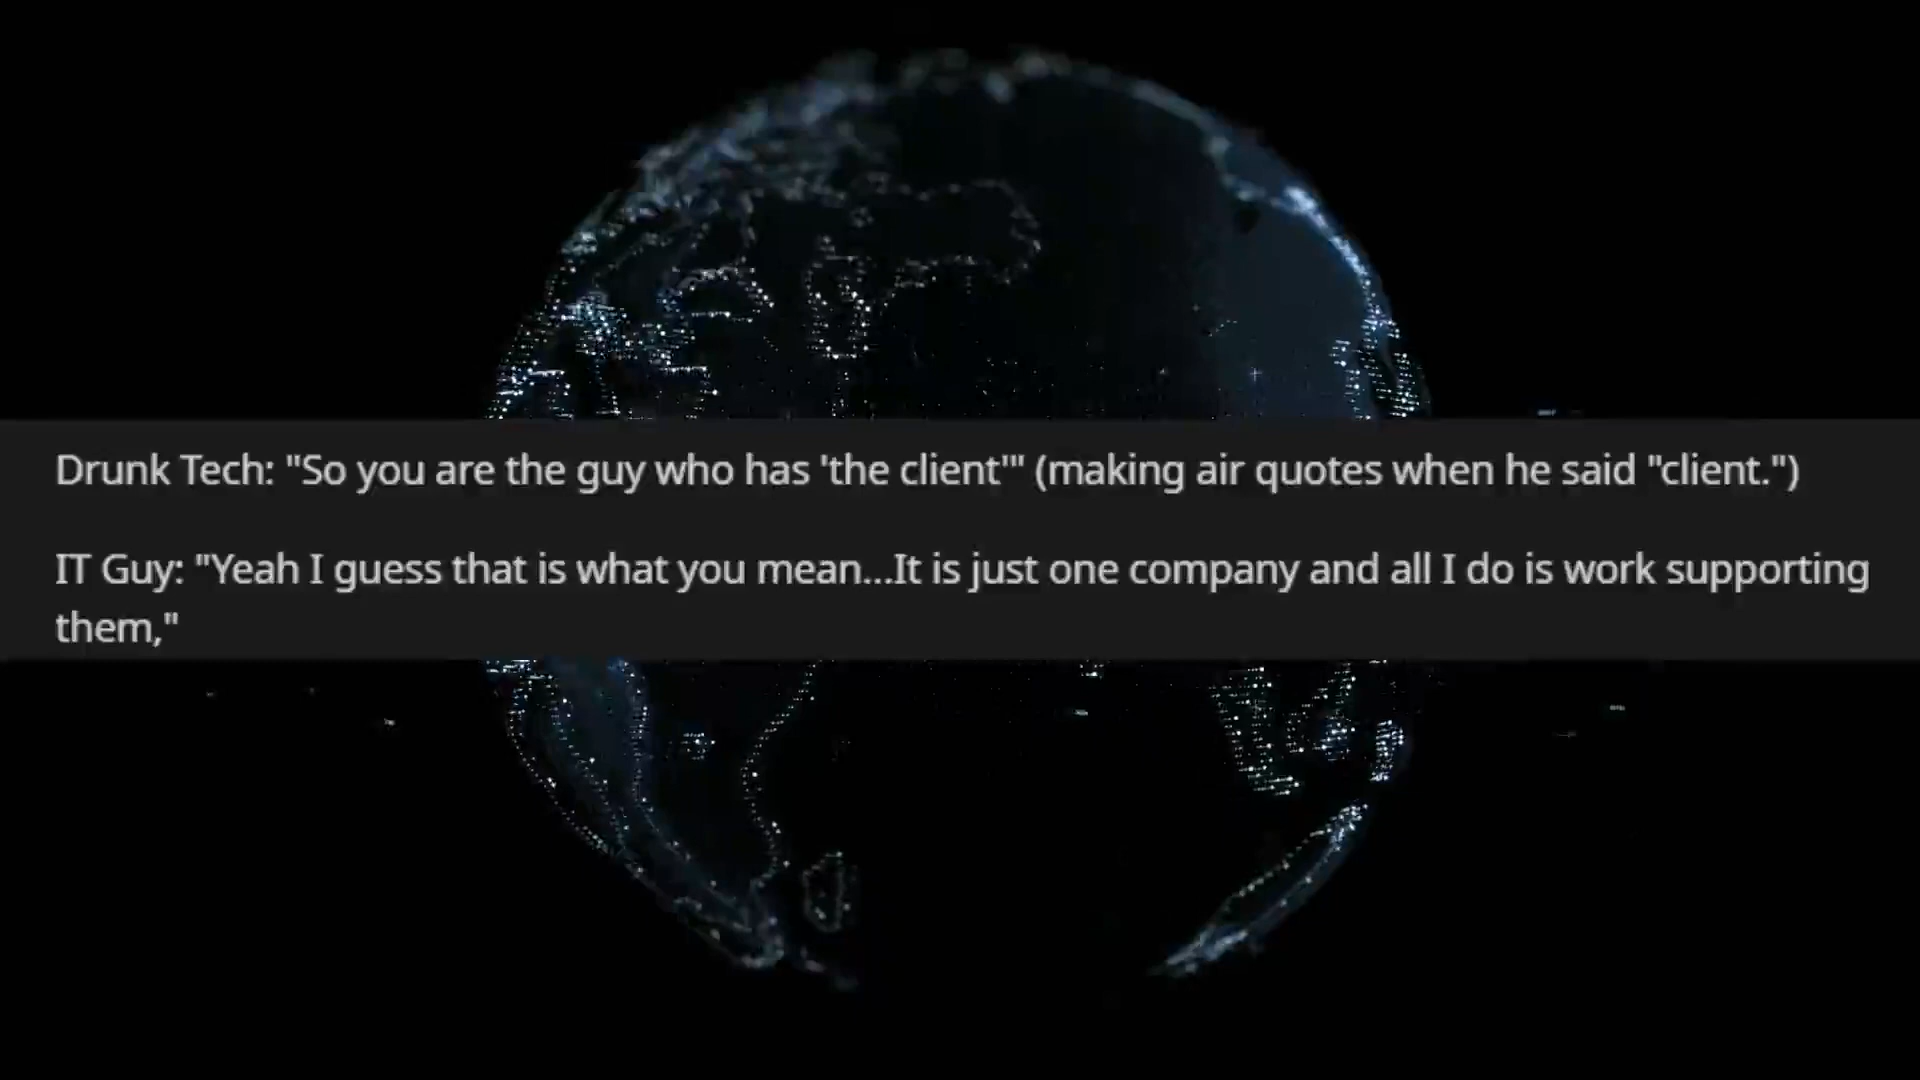 Drunk Tech: "So you are the guy who has 'the client'" (making air quotes when he said "client.")
IT Guy: "Yeah I guess that is what you mean...It is just one company and all I do is work supporting
them,"